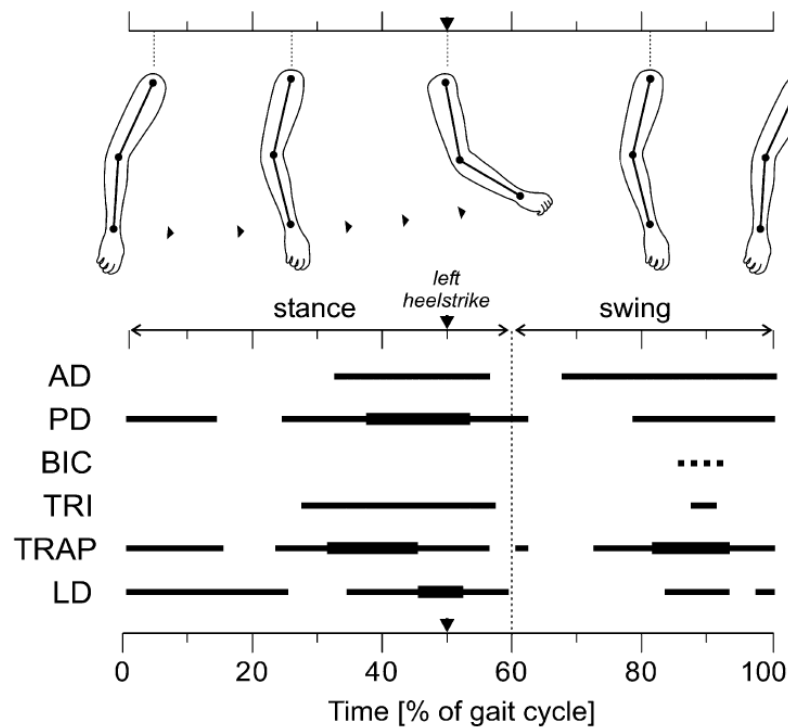 left
heelstrike
stance
swing
AD
PD
BIC
TRI
TRAP
LD
0 20 40 60 80 100
Time [% of gait cycle]